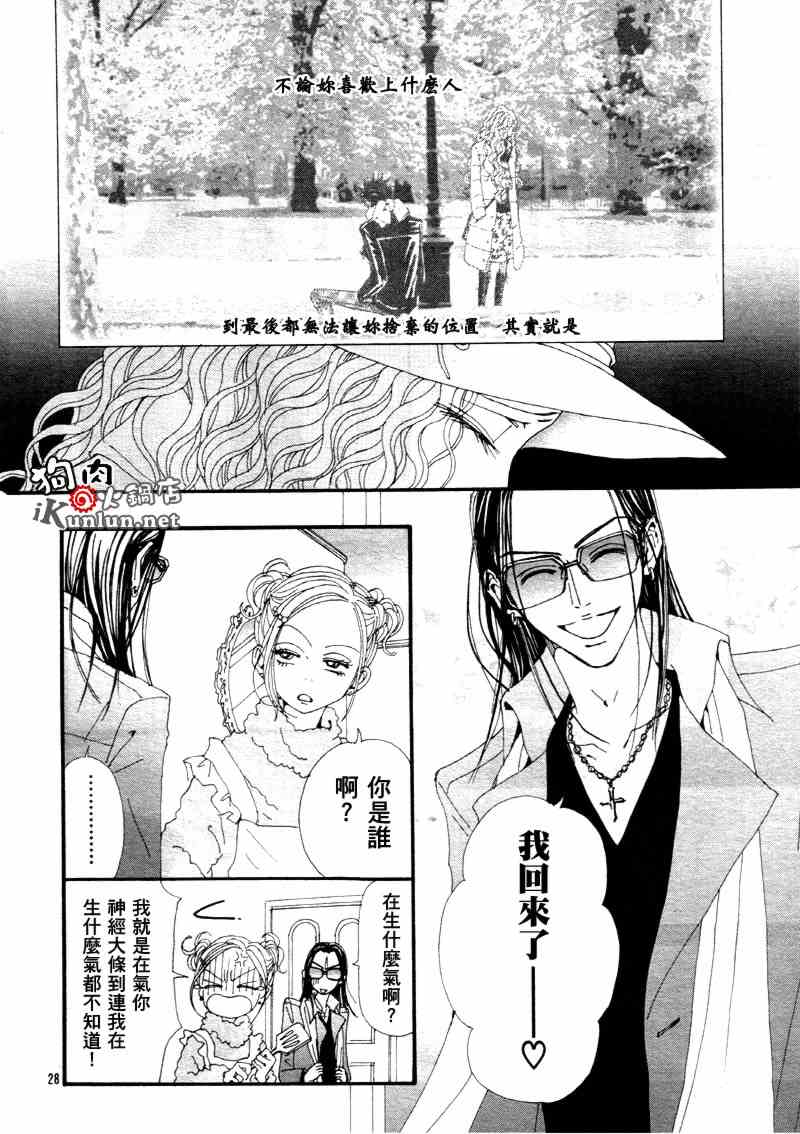 不論妳喜歡上什麼人
到最後都無法讓妳捨棄的位置　其實就是
狗肉
火鍋店
iKunlun.net
我回來了——♡
你是誰
啊？
…………
在生什麼氣啊？
我就是在氣你
神經大條到連我在
生什麼氣都不知道！
28